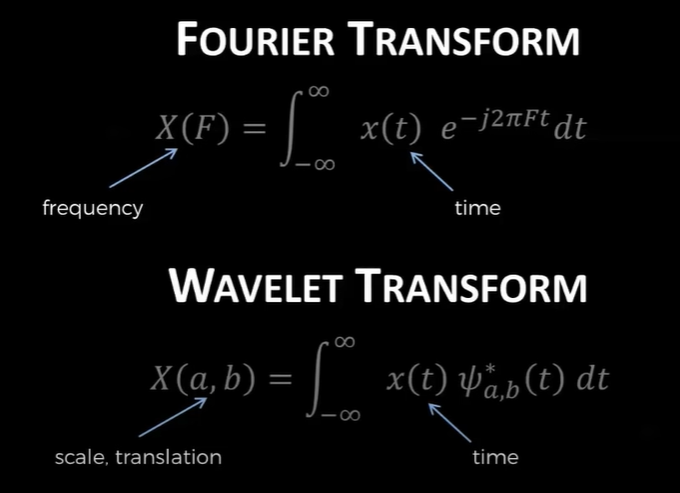 FOURIER TRANSFORM
X(F) = ∫_{-∞}^{∞} x(t) e^{-j2πFt} dt
frequency time
WAVELET TRANSFORM
X(a, b) = ∫_{-∞}^{∞} x(t) ψ*_{a,b}(t) dt
scale, translation time